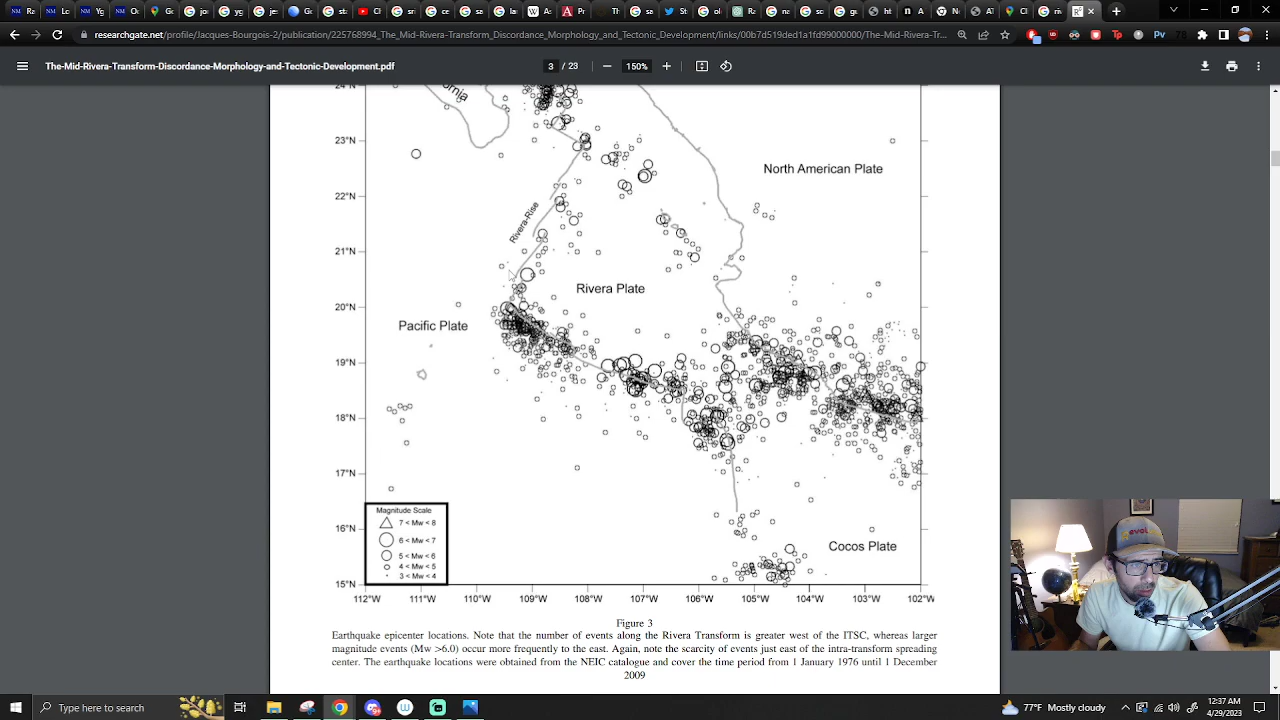 researchgate.net/profile/Jacques-Bourgois-2/publication/225768994_The_Mid-Rivera-Transform_Discordance_Morphology_and_Tectonic_Development/links/00b7d519ded1a1fd99000000/The-Mid-Rivera-Tr...
The-Mid-Rivera-Transform-Discordance-Morphology-and-Tectonic-Development.pdf
3 / 23
150%
24°N
23°N
North American Plate
22°N
Rivera-Rise
21°N
Rivera Plate
20°N
Pacific Plate
19°N
18°N
17°N
Magnitude Scale
7 < Mw < 8
16°N
6 < Mw < 7
Cocos Plate
5 < Mw < 6
4 < Mw < 5
3 < Mw < 4
15°N
112°W 111°W 110°W 109°W 108°W 107°W 106°W 105°W 104°W 103°W 102°W
Figure 3
Earthquake epicenter locations. Note that the number of events along the Rivera Transform is greater west of the ITSC, whereas larger
magnitude events (Mw >6.0) occur more frequently to the east. Again, note the scarcity of events just east of the intra-transform spreading
center. The earthquake locations were obtained from the NEIC catalogue and cover the time period from 1 January 1976 until 1 December
2009
Type here to search
77°F Mostly cloudy
12:37 AM
4/29/2023